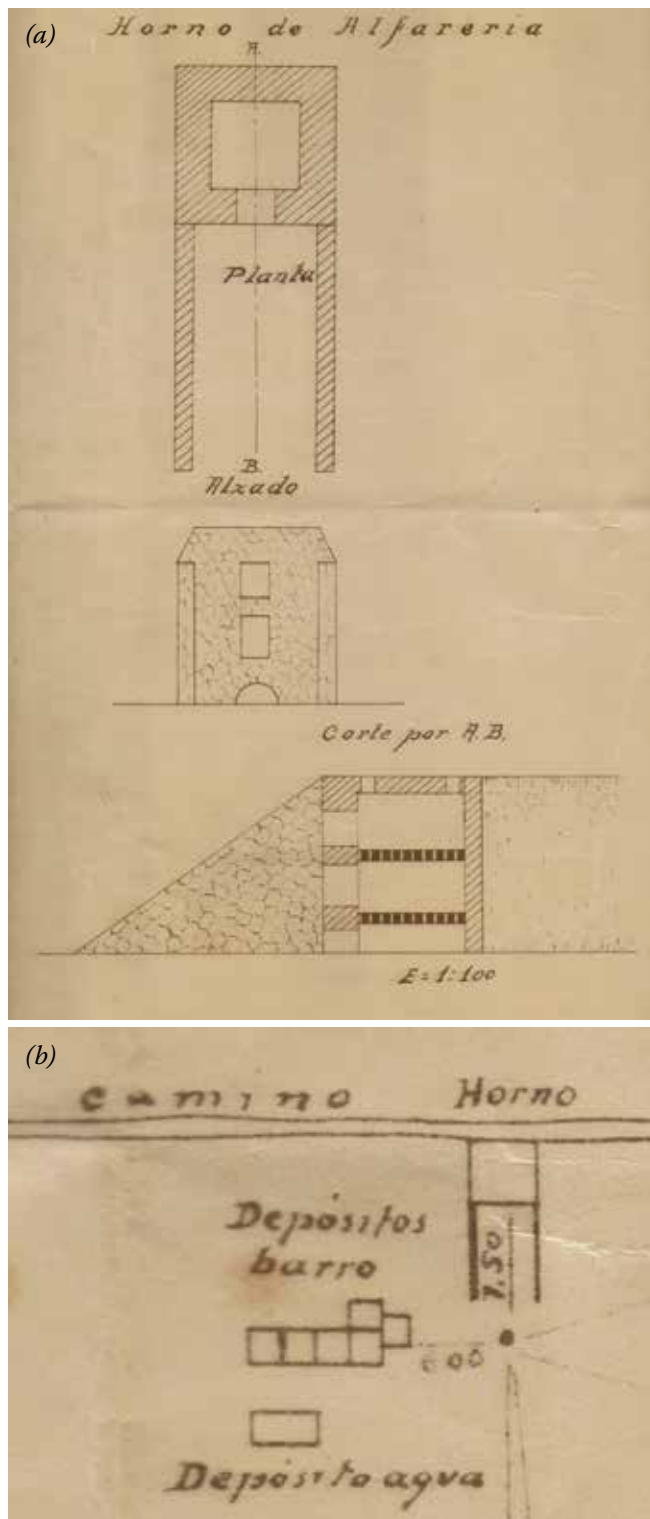 (a)
Horno de Alfareria
A.
Planta
B.
Alzado
Corte por A.B.
E=1:100
(b)
Camino
Horno
Depósitos
barro
7,50
6 00
Depósito agua